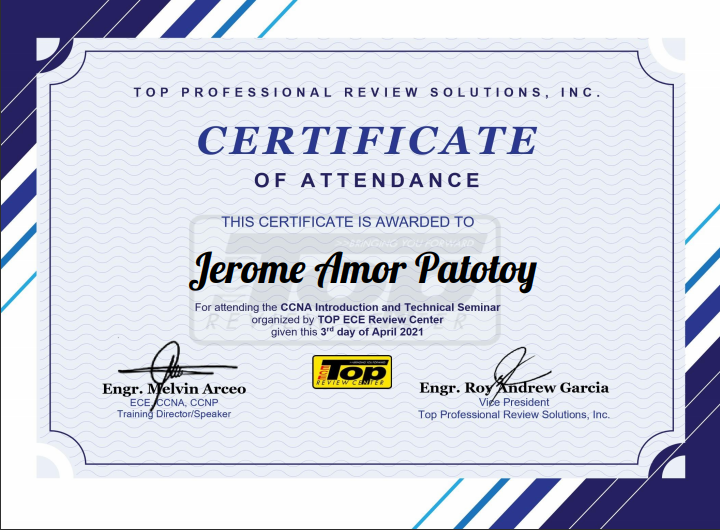 TOP PROFESSIONAL REVIEW SOLUTIONS, INC.
CERTIFICATE
OF ATTENDANCE
THIS CERTIFICATE IS AWARDED TO
Jerome Amor Patotoy
For attending the CCNA Introduction and Technical Seminar
organized by TOP ECE Review Center
given this 3rd day of April 2021
Engr. Melvin Arceo
ECE, CCNA, CCNP
Training Director/Speaker
Top
REVIEW CENTER
Engr. Roy Andrew Garcia
Vice President
Top Professional Review Solutions, Inc.